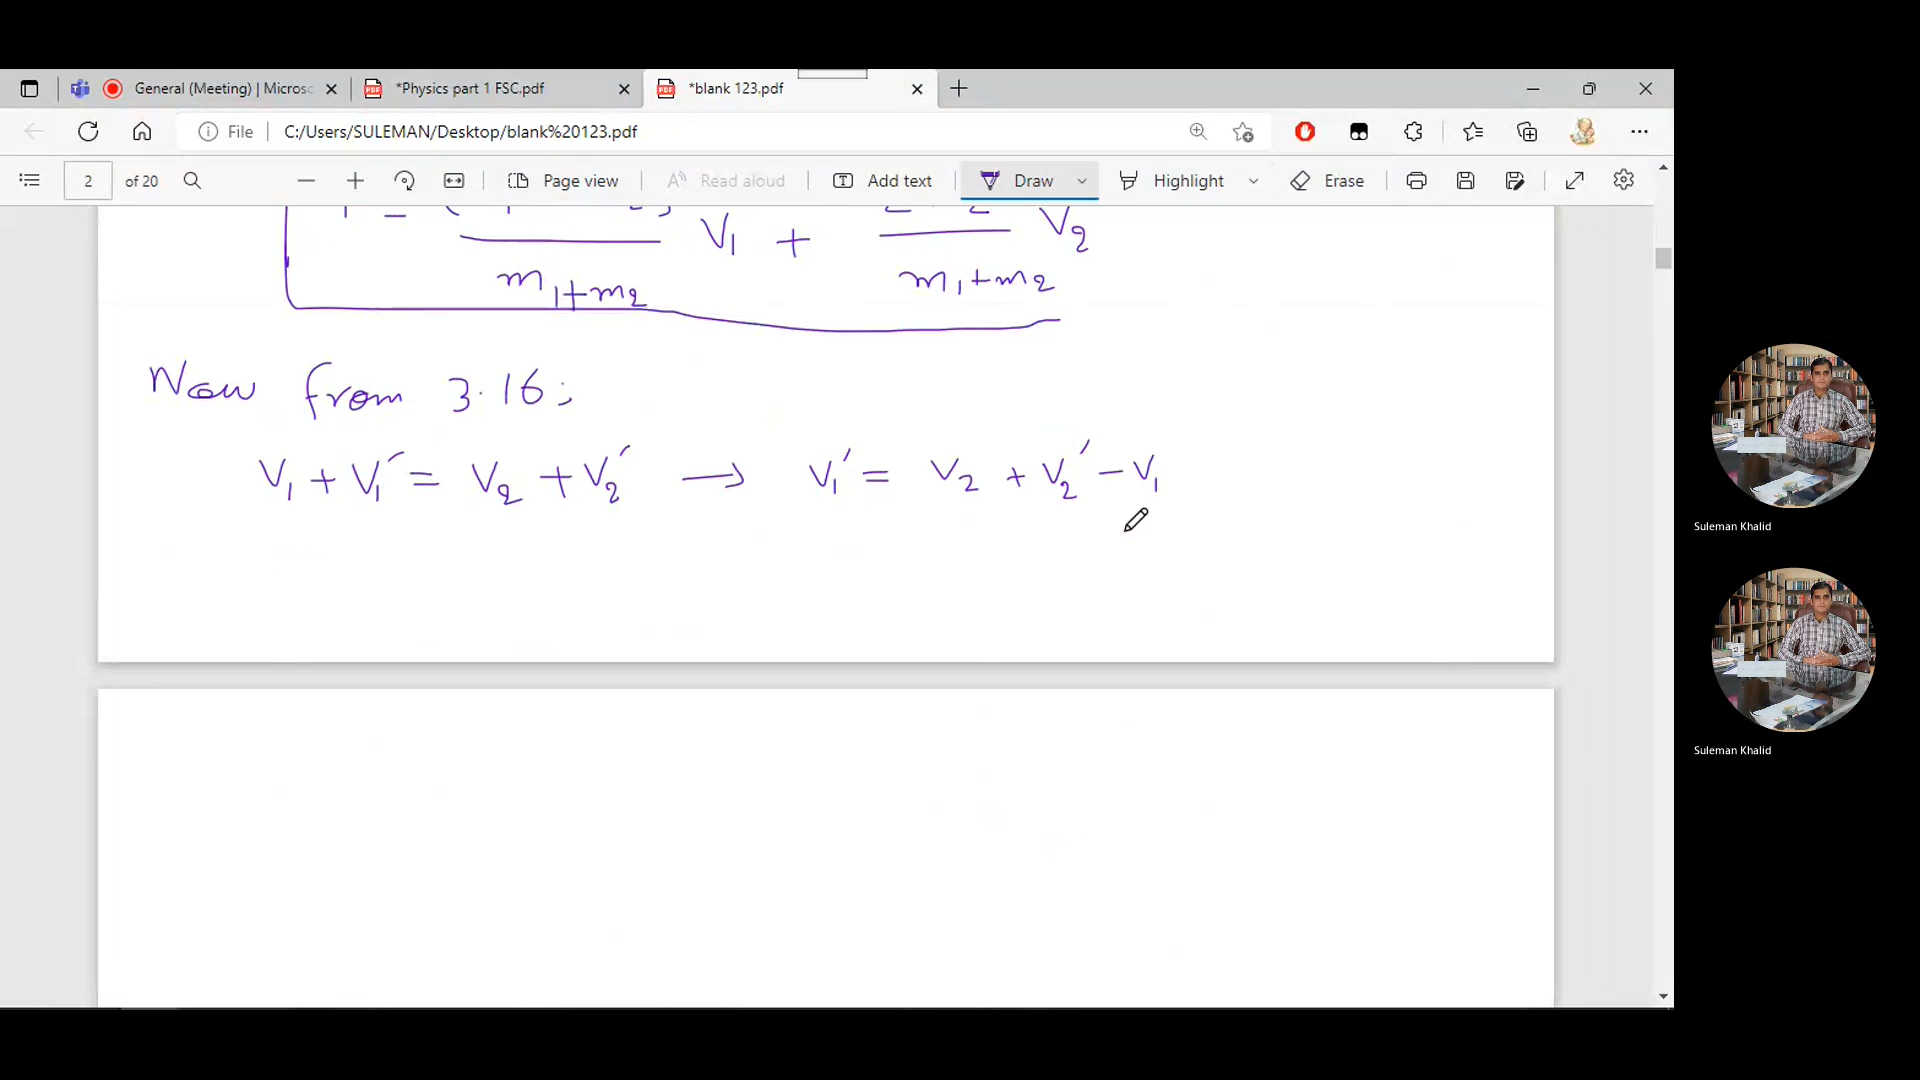 General (Meeting) | Microsc
*Physics part 1 FSC.pdf
*blank 123.pdf
File
C:/Users/SULEMAN/Desktop/blank%20123.pdf
2 of 20
Page view
Read aloud
Add text
Draw
Highlight
Erase
V₁ + V₂
m₁+m₂ m₁+m₂
Now from 3.16;
V₁ + V₁′ = V₂ + V₂′ → V₁′ = V₂ + V₂′ − V₁
Suleman Khalid
Suleman Khalid